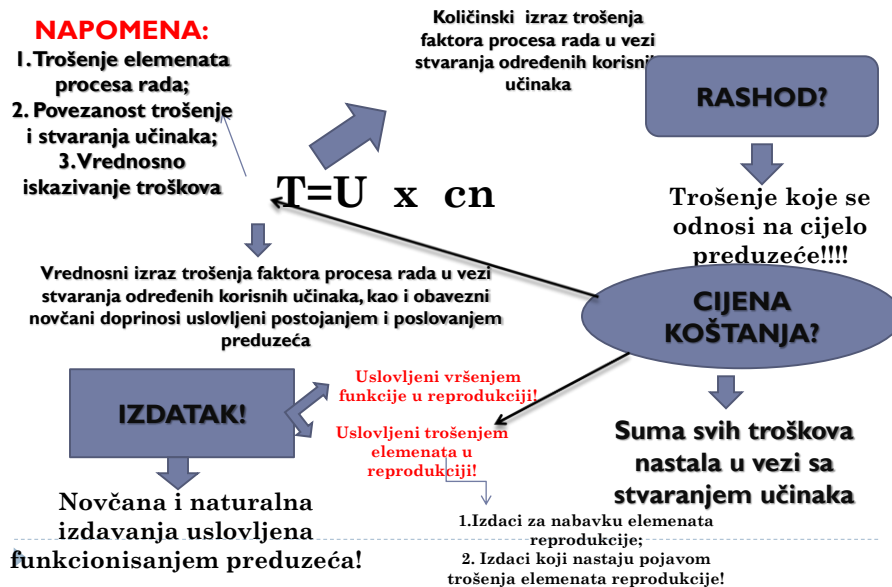 NAPOMENA:
1. Trošenje elemenata
procesa rada;
2. Povezanost trošenje
i stvaranja učinaka;
3. Vrednosno
iskazivanje troškova
Količinski izraz trošenja
faktora procesa rada u vezi
stvaranja određenih korisnih
učinaka
RASHOD?
T=U x cn
Trošenje koje se
odnosi na cijelo
preduzeće!!!!
Vrednosni izraz trošenja faktora procesa rada u vezi
stvaranja određenih korisnih učinaka, kao i obavezni
novčani doprinosi uslovljeni postojanjem i poslovanjem
preduzeća
CIJENA
KOŠTANJA?
IZDATAK!
Uslovljeni vršenjem
funkcije u reprodukciji!
Uslovljeni trošenjem
elemenata u
reprodukciji!
Suma svih troškova
nastala u vezi sa
stvaranjem učinaka
Novčana i naturalna
izdavanja uslovljena
funkcionisanjem preduzeća!
1.Izdaci za nabavku elemenata
reprodukcije;
2. Izdaci koji nastaju pojavom
trošenja elemenata reprodukcije!